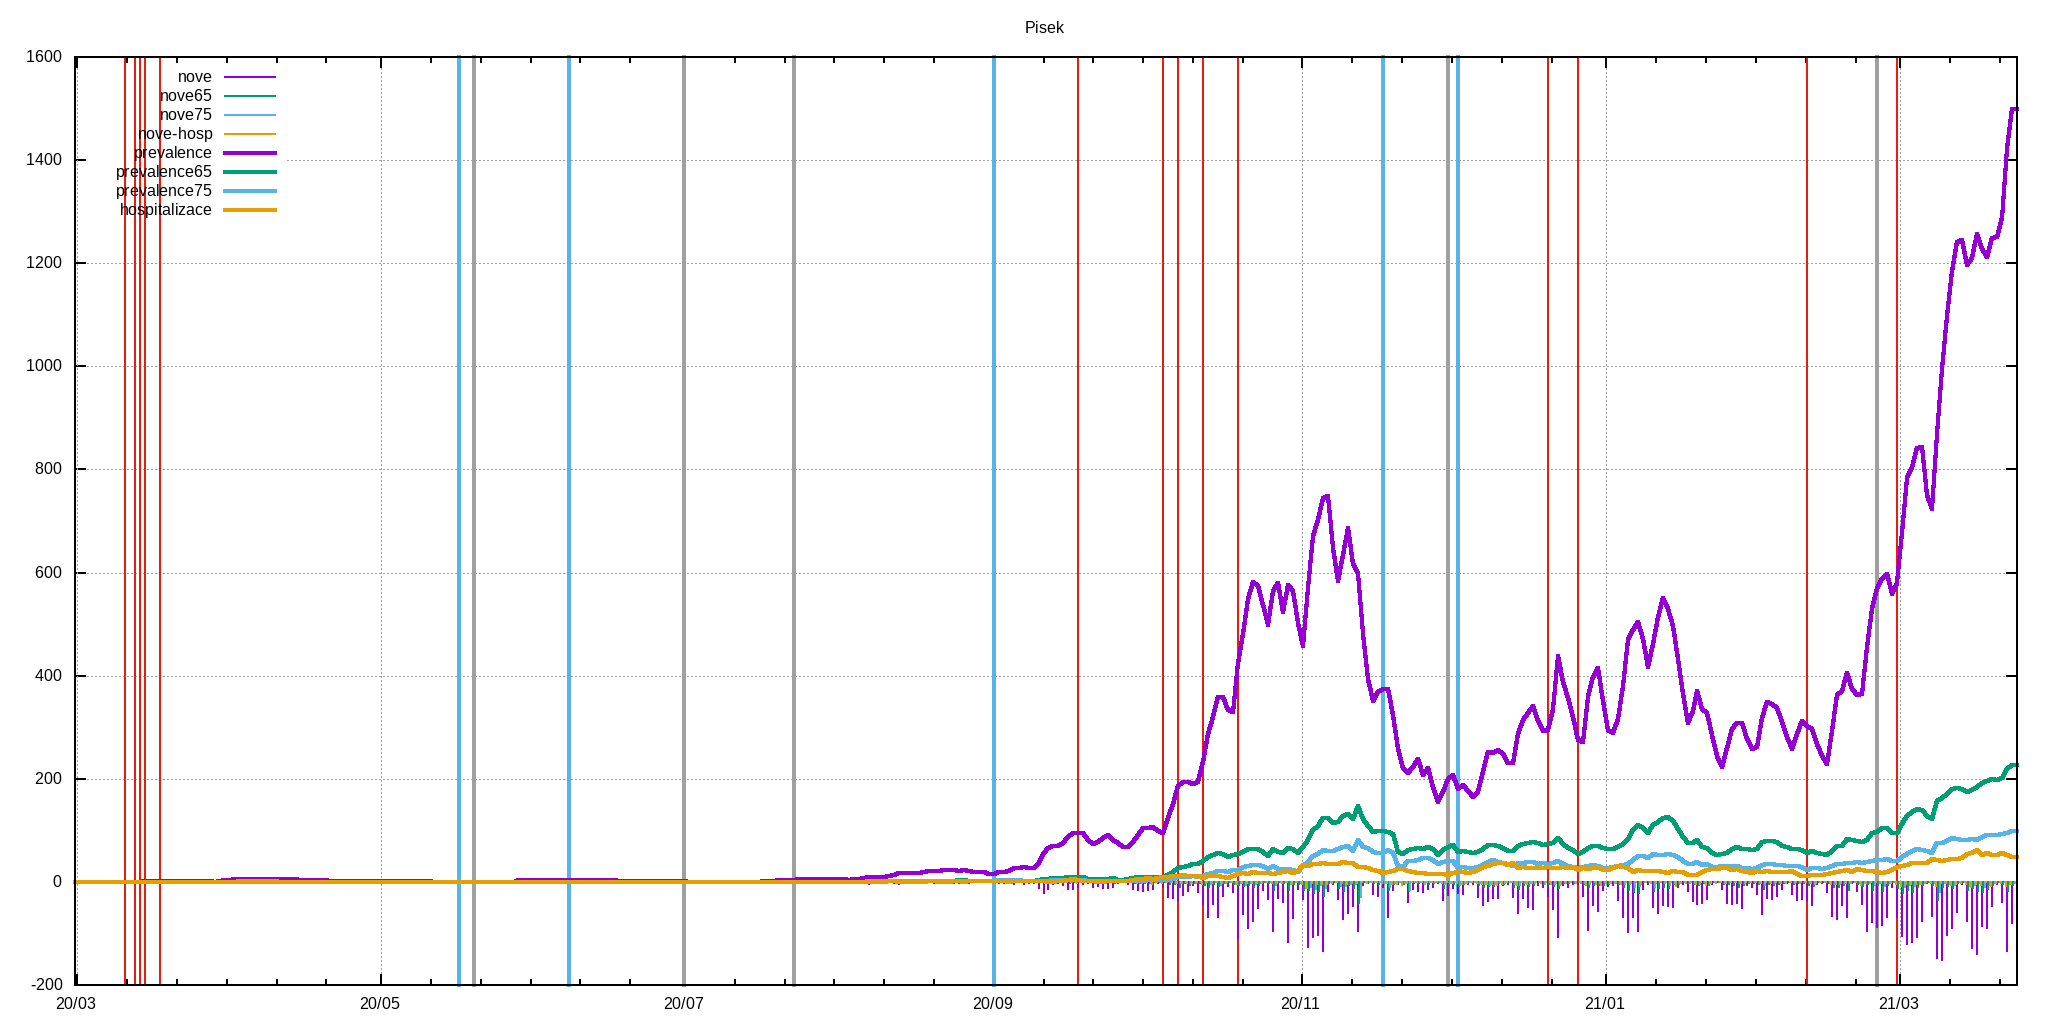 Pisek
1600
1400
1200
1000
800
600
400
200
0
-200
nove
nove65
nove75
nove-hosp
prevalence
prevalence65
prevalence75
hospitalizace
20/03 20/05 20/07 20/09 20/11 21/01 21/03